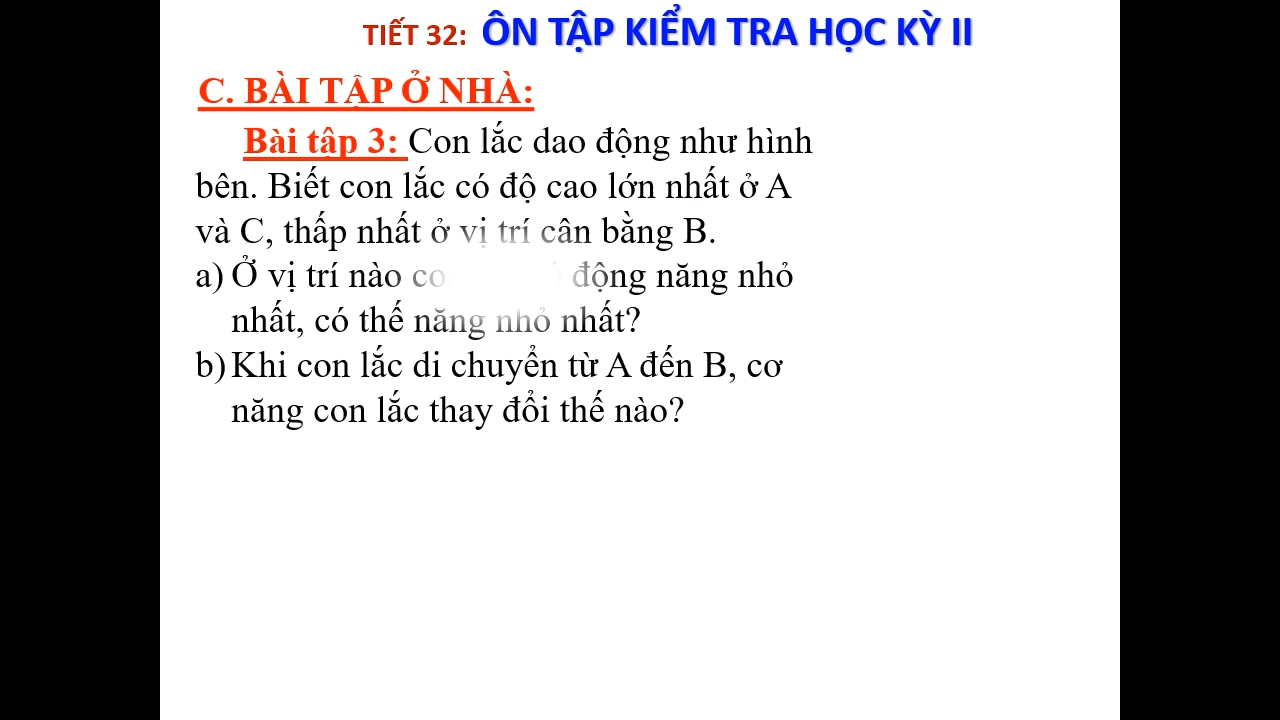 TIẾT 32: ÔN TẬP KIỂM TRA HỌC KỲ II
C. BÀI TẬP Ở NHÀ:
Bài tập 3: Con lắc dao động như hình
bên. Biết con lắc có độ cao lớn nhất ở A
và C, thấp nhất ở vị trí cân bằng B.
a) Ở vị trí nào động năng nhỏ
nhất, có thế năng nhỏ nhất?
b) Khi con lắc di chuyển từ A đến B, cơ
năng con lắc thay đổi thế nào?